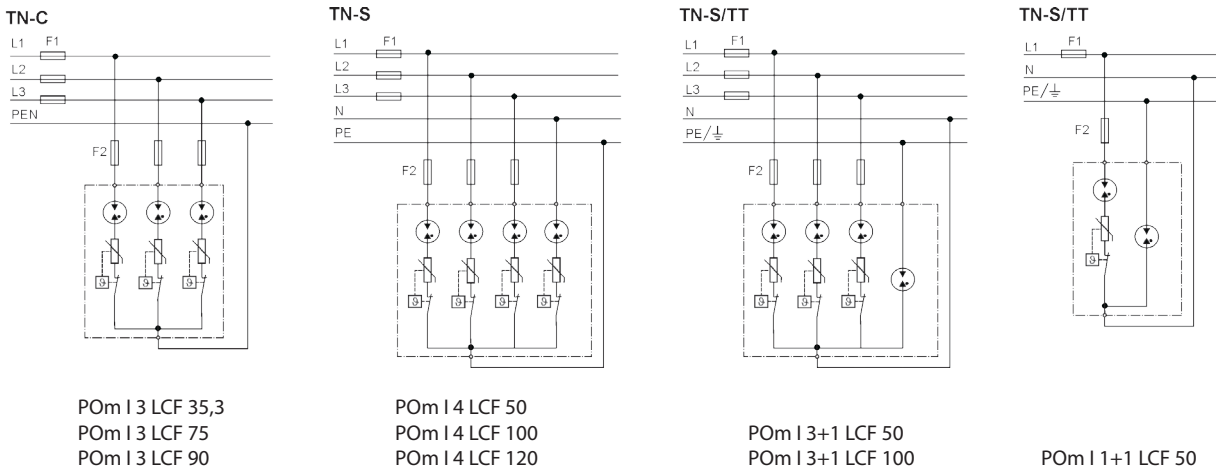 TN-C
L1 F1
L2
L3
PEN
F2
ϑ ϑ ϑ
POm I 3 LCF 35,3
POm I 3 LCF 75
POm I 3 LCF 90
TN-S
L1 F1
L2
L3
N
PE
F2
ϑ ϑ ϑ ϑ
POm I 4 LCF 50
POm I 4 LCF 100
POm I 4 LCF 120
TN-S/TT
L1 F1
L2
L3
N
PE/⏚
F2
ϑ ϑ ϑ
POm I 3+1 LCF 50
POm I 3+1 LCF 100
TN-S/TT
L1 F1
N
PE/⏚
F2
ϑ
POm I 1+1 LCF 50